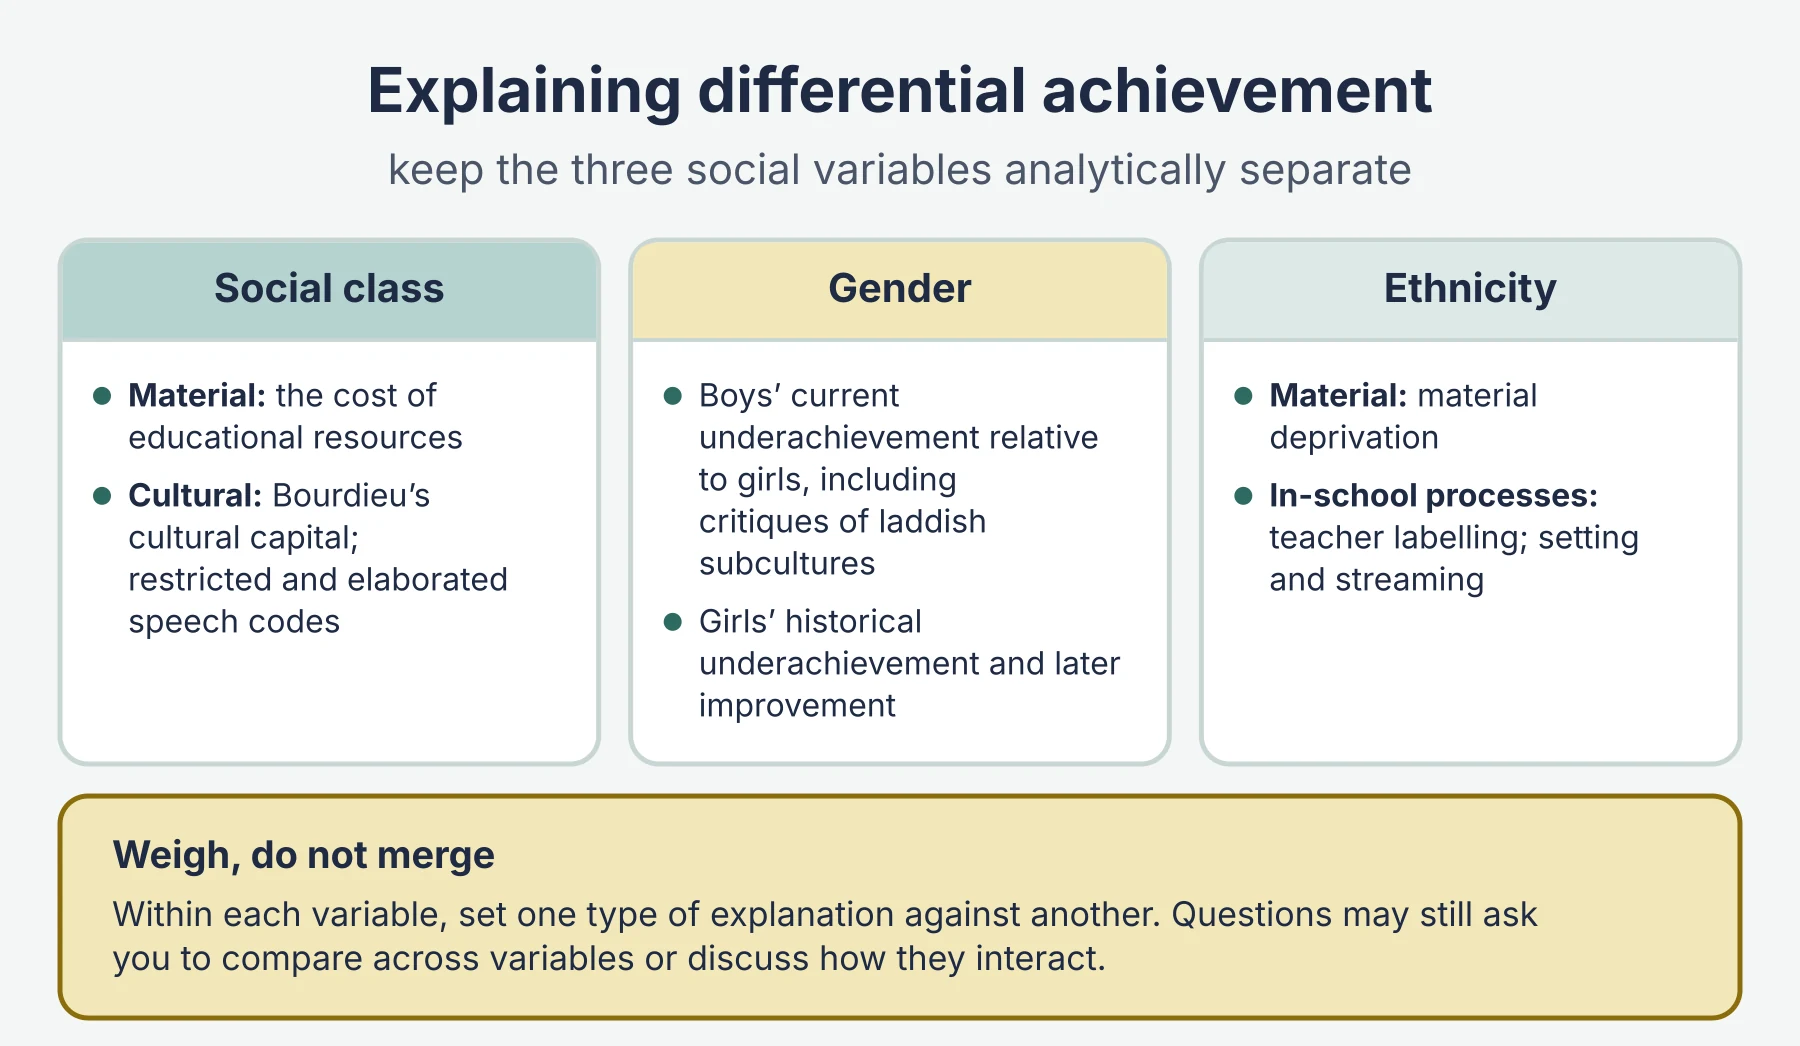 Explaining differential achievement
keep the three social variables analytically separate
Social class
Material: the cost of
educational resources
Cultural: Bourdieu’s
cultural capital;
restricted and elaborated
speech codes
Gender
Boys’ current
underachievement relative
to girls, including
critiques of laddish
subcultures
Girls’ historical
underachievement and later
improvement
Ethnicity
Material: material
deprivation
In-school processes:
teacher labelling; setting
and streaming
Weigh, do not merge
Within each variable, set one type of explanation against another. Questions may still ask
you to compare across variables or discuss how they interact.